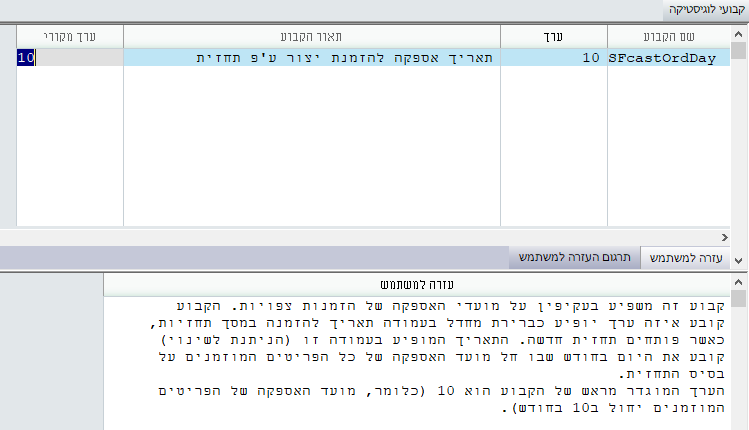 קבועי לוגיסטיקה
שם הקבוע ערך תאור הקבוע ערך מקורי
SFcastOrdDay 10 תאריך אספקה להזמנת יצור ע'פ תחזית 10
עזרה למשתמש תרגום העזרה למשתמש
עזרה למשתמש
קבוע זה משפיע בעקיפין על מועדי האספקה של הזמנות צפויות. הקבוע
קובע איזה ערך יופיע כברירת מחדל בעמודה תאריך להזמנה במסך תחזיות,
כאשר פותחים תחזית חדשה. התאריך המופיע בעמודה זו (הניתנת לשינוי)
קובע את היום בחודש שבו חל מועד האספקה של כל הפריטים המוזמנים על
בסיס התחזית.
הערך המוגדר מראש של הקבוע הוא 10 (כלומר, מועד האספקה של הפריטים
המוזמנים יחול ב10 בחודש).